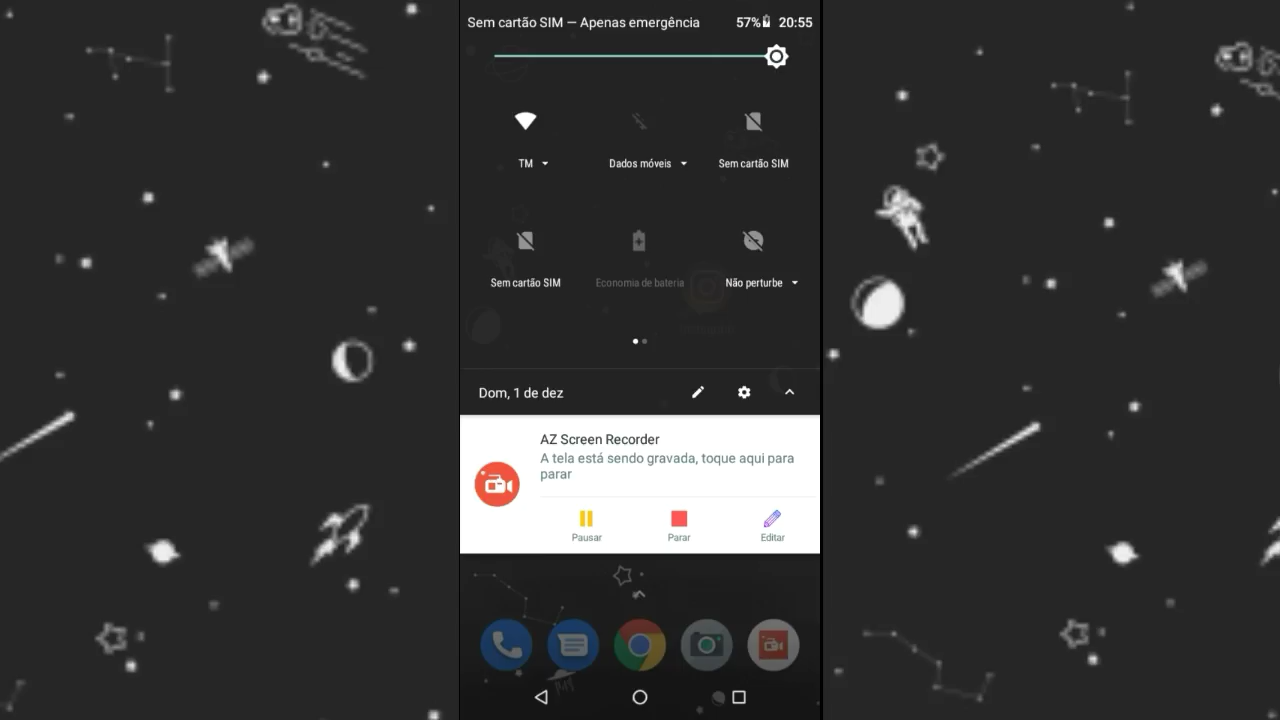 Sem cartão SIM — Apenas emergência 57% 20:55
TM Dados móveis Sem cartão SIM
Sem cartão SIM Economia de bateria Não perturbe
Dom, 1 de dez
AZ Screen Recorder
A tela está sendo gravada, toque aqui para
parar
Pausar Parar Editar